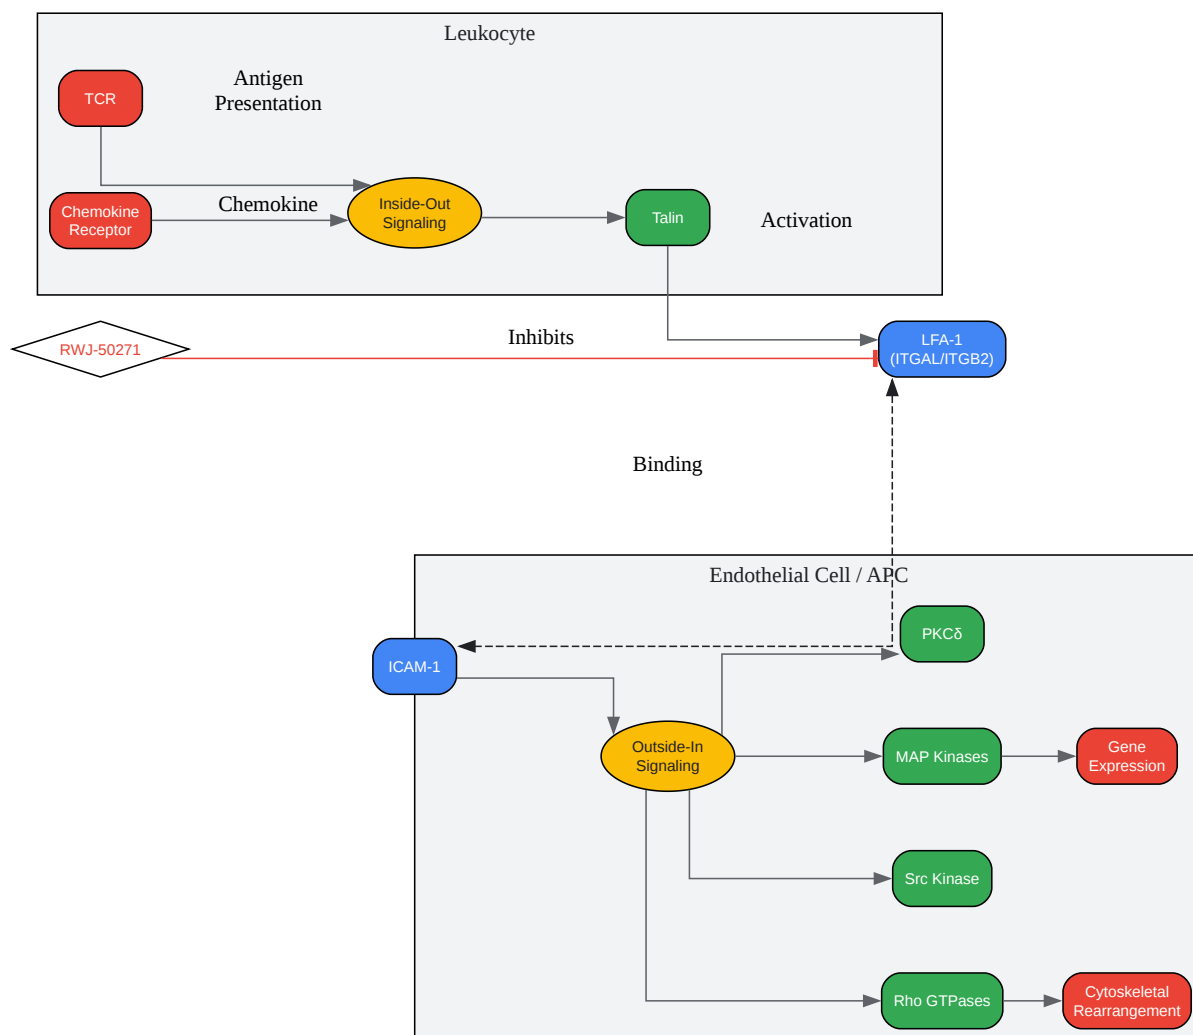 Leukocyte
Antigen
Presentation
TCR
Chemokine
Receptor
Chemokine
Inside-Out
Signaling
Talin
Activation
RWJ-50271
Inhibits
LFA-1
(ITGAL/ITGB2)
Binding
Endothelial Cell / APC
PKCδ
ICAM-1
Outside-In
Signaling
MAP Kinases
Gene
Expression
Src Kinase
Rho GTPases
Cytoskeletal
Rearrangement